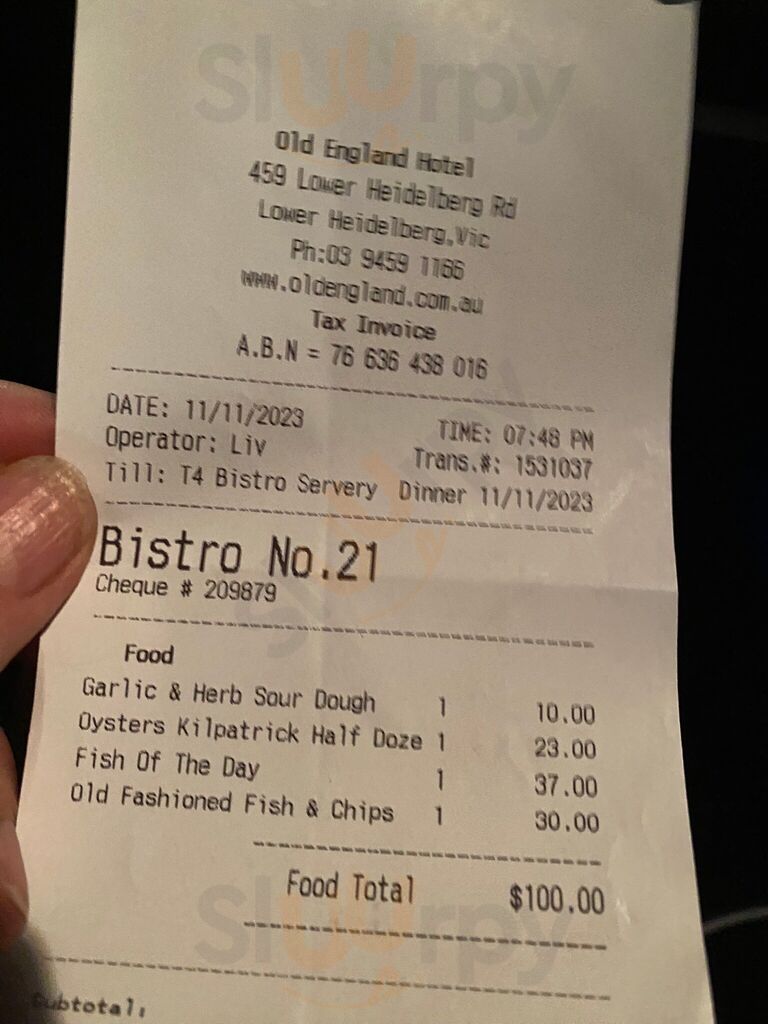 Sluurpy
Old England Hotel
459 Lower Heidelberg Rd
Lower Heidelberg,Vic
Ph:03 9459 1166
www.oldengland.com.au
Tax Invoice
A.B.N = 76 636 438 016
DATE: 11/11/2023 TIME: 07:48 PM
Operator: Liv Trans.#: 1531037
Till: T4 Bistro Servery Dinner 11/11/2023
Bistro No.21
Cheque # 209879
Food
Garlic & Herb Sour Dough 1 10.00
Oysters Kilpatrick Half Doze 1 23.00
Fish Of The Day 1 37.00
Old Fashioned Fish & Chips 1 30.00
Food Total $100.00
Sluurpy
Subtotal: